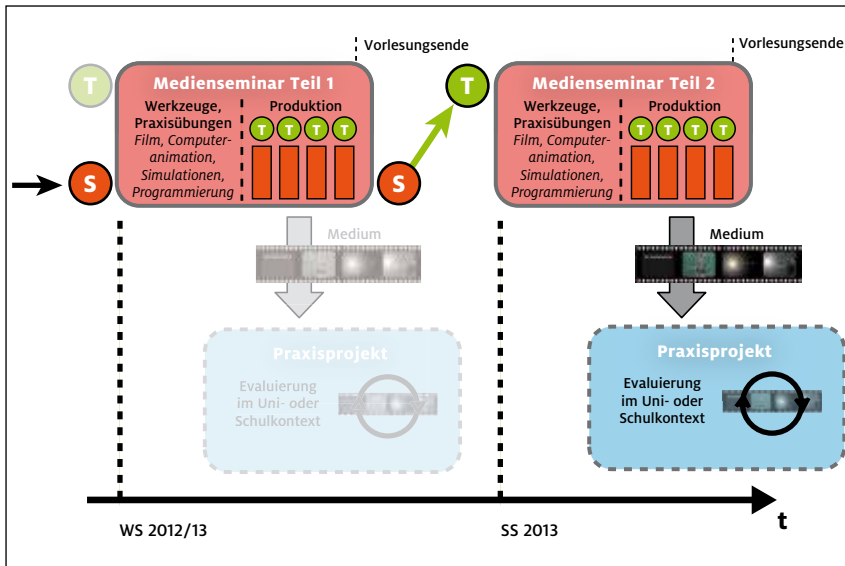 Vorlesungsende
T
Medienseminar Teil 1
Werkzeuge,
Praxisübungen
Film, Computer-
animation,
Simulationen,
Programmierung
Produktion
T T T T
S
S
T
Vorlesungsende
Medienseminar Teil 2
Werkzeuge,
Praxisübungen
Film, Computer-
animation,
Simulationen,
Programmierung
Produktion
T T T T
Medium
Praxisprojekt
Evaluierung
im Uni- oder
Schulkontext
Medium
Praxisprojekt
Evaluierung
im Uni- oder
Schulkontext
t
WS 2012/13
SS 2013